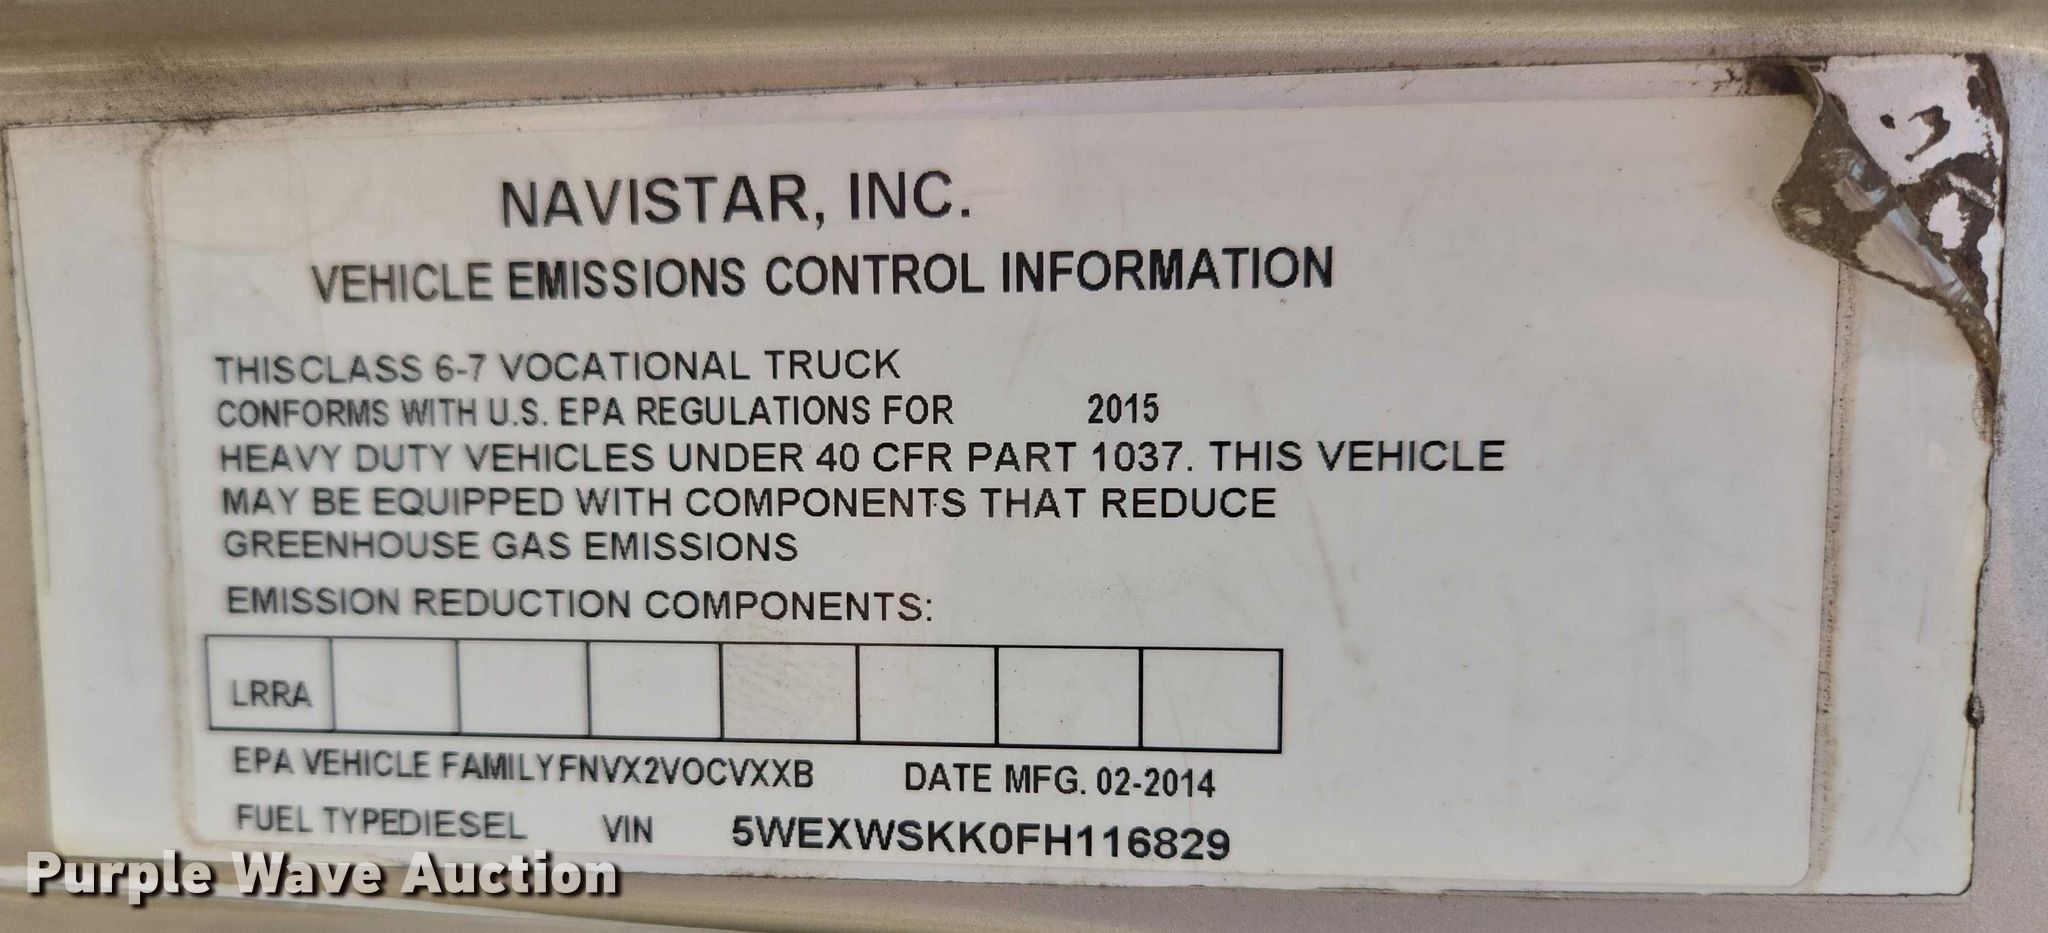 NAVISTAR, INC.
VEHICLE EMISSIONS CONTROL INFORMATION
THISCLASS 6-7 VOCATIONAL TRUCK
CONFORMS WITH U.S. EPA REGULATIONS FOR 2015
HEAVY DUTY VEHICLES UNDER 40 CFR PART 1037. THIS VEHICLE
MAY BE EQUIPPED WITH COMPONENTS THAT REDUCE
GREENHOUSE GAS EMISSIONS
EMISSION REDUCTION COMPONENTS:
LRRA
EPA VEHICLE FAMILYFNVX2VOCVXXB DATE MFG. 02-2014
FUEL TYPEDIESEL VIN 5WEXWSKK0FH116829
Purple Wave Auction